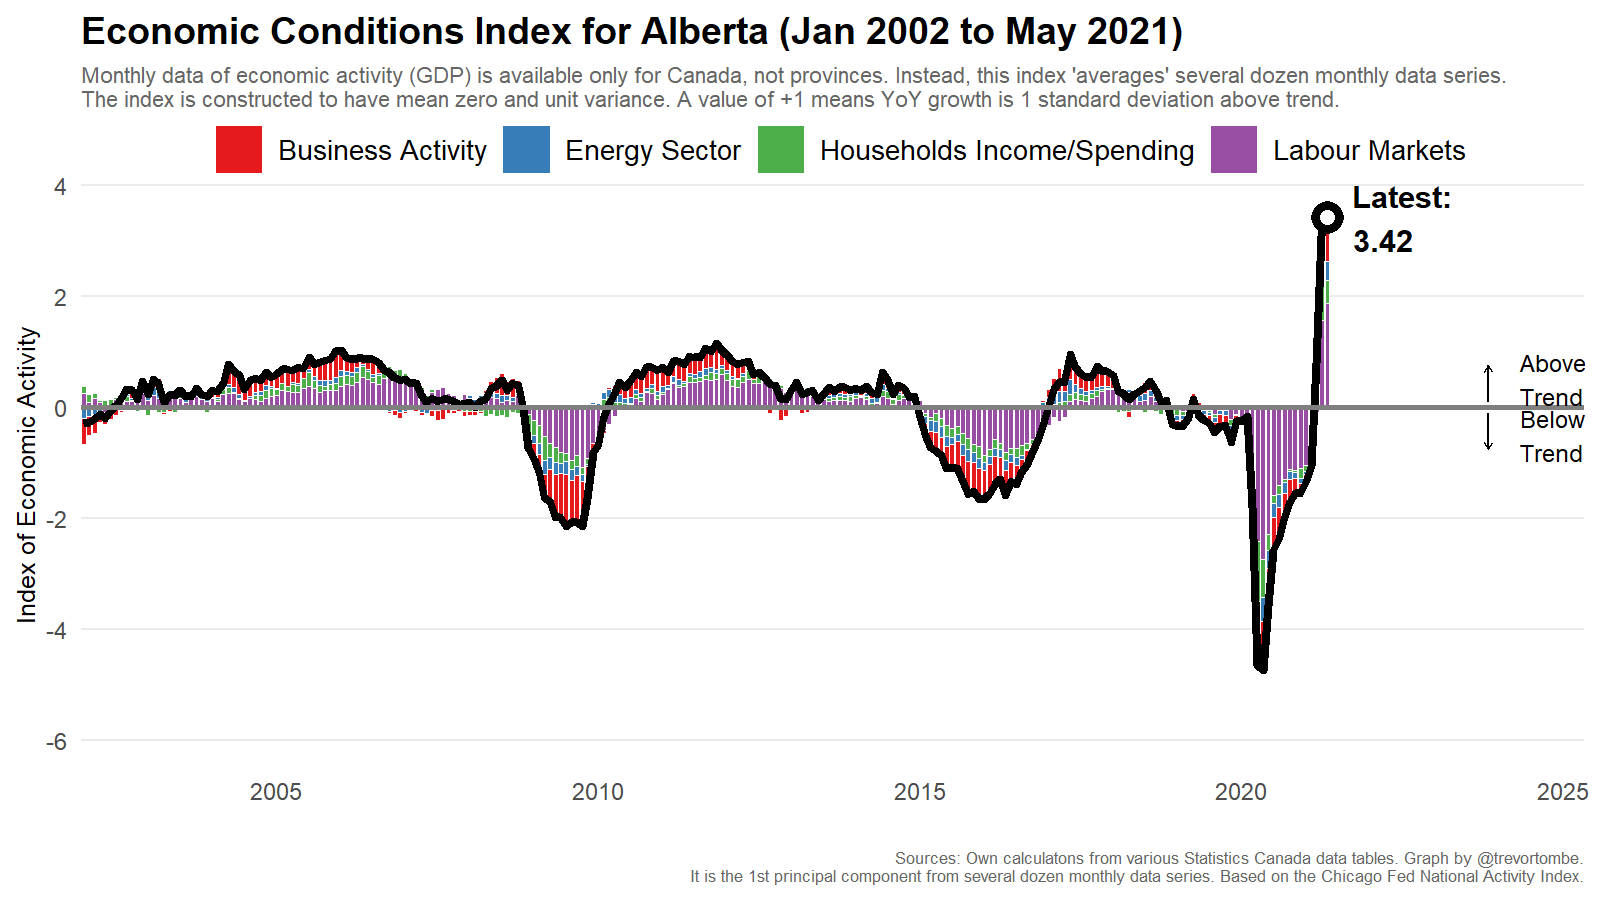 Economic Conditions Index for Alberta (Jan 2002 to May 2021)
Monthly data of economic activity (GDP) is available only for Canada, not provinces. Instead, this index 'averages' several dozen monthly data series.
The index is constructed to have mean zero and unit variance. A value of +1 means YoY growth is 1 standard deviation above trend.
Business Activity
Energy Sector
Households Income/Spending
Labour Markets
Index of Economic Activity
4
2
0
-2
-4
-6
Latest:
3.42
Above
Trend
Below
Trend
2005
2010
2015
2020
2025
Sources: Own calculatons from various Statistics Canada data tables. Graph by @trevortombe.
It is the 1st principal component from several dozen monthly data series. Based on the Chicago Fed National Activity Index.